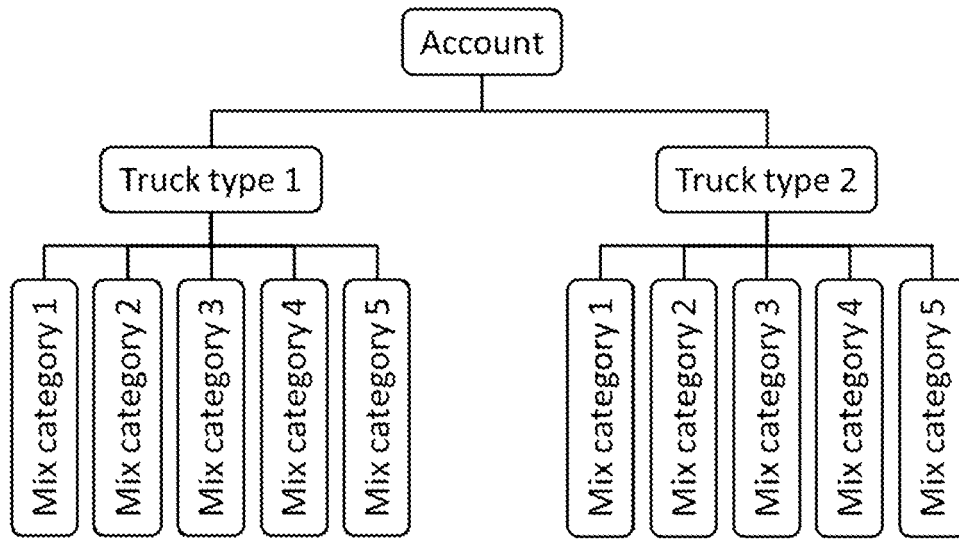 Account
Truck type 1
Truck type 2
Mix category 1
Mix category 2
Mix category 3
Mix category 4
Mix category 5
Mix category 1
Mix category 2
Mix category 3
Mix category 4
Mix category 5